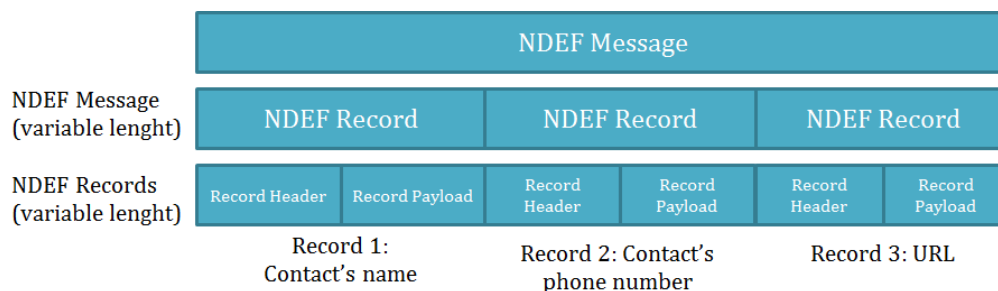 NDEF Message
NDEF Message
(variable lenght)
NDEF Record
NDEF Record
NDEF Record
NDEF Records
(variable lenght)
Record Header
Record Payload
Record
Header
Record
Payload
Record
Header
Record
Payload
Record 1:
Contact's name
Record 2: Contact's
phone number
Record 3: URL